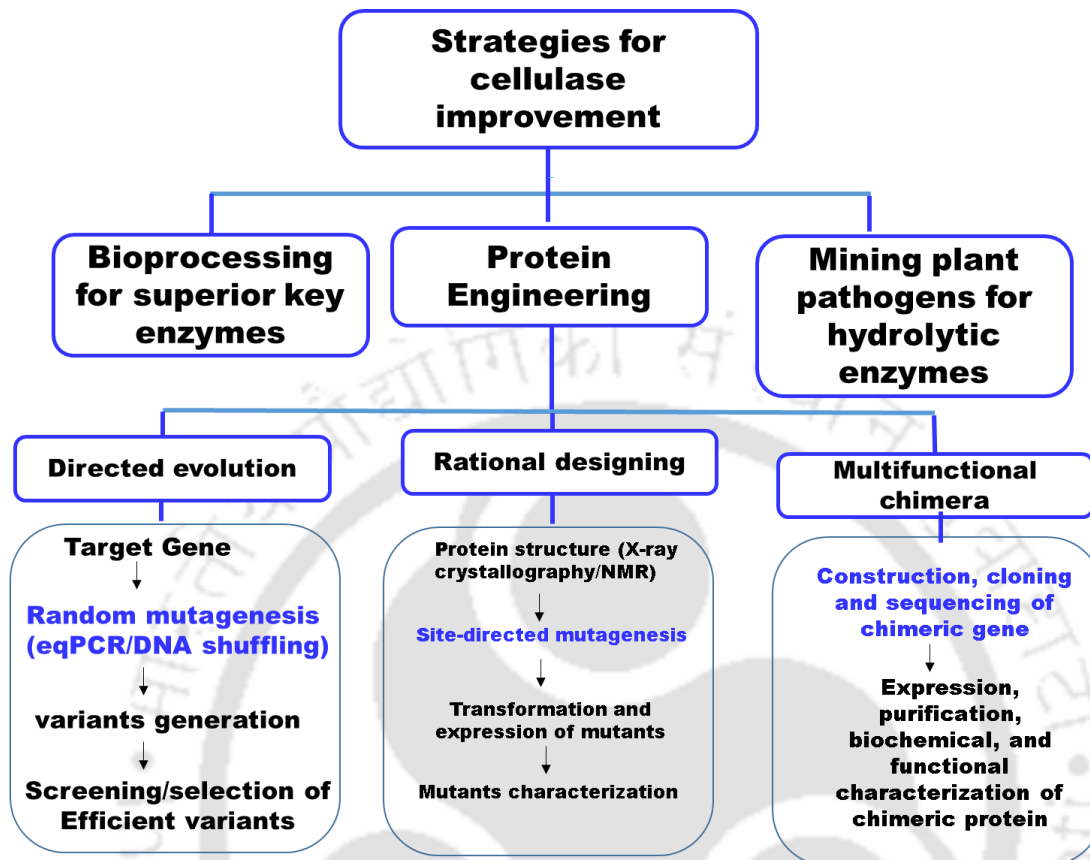 Strategies for
cellulase
improvement
Bioprocessing
for superior key
enzymes
Protein
Engineering
Mining plant
pathogens for
hydrolytic
enzymes
Directed evolution
Rational designing
Multifunctional
chimera
Target Gene
Random mutagenesis
(eqPCR/DNA shuffling)
variants generation
Screening/selection of
Efficient variants
Protein structure (X-ray
crystallography/NMR)
Site-directed mutagenesis
Transformation and
expression of mutants
Mutants characterization
Construction, cloning
and sequencing of
chimeric gene
Expression,
purification,
biochemical, and
functional
characterization of
chimeric protein